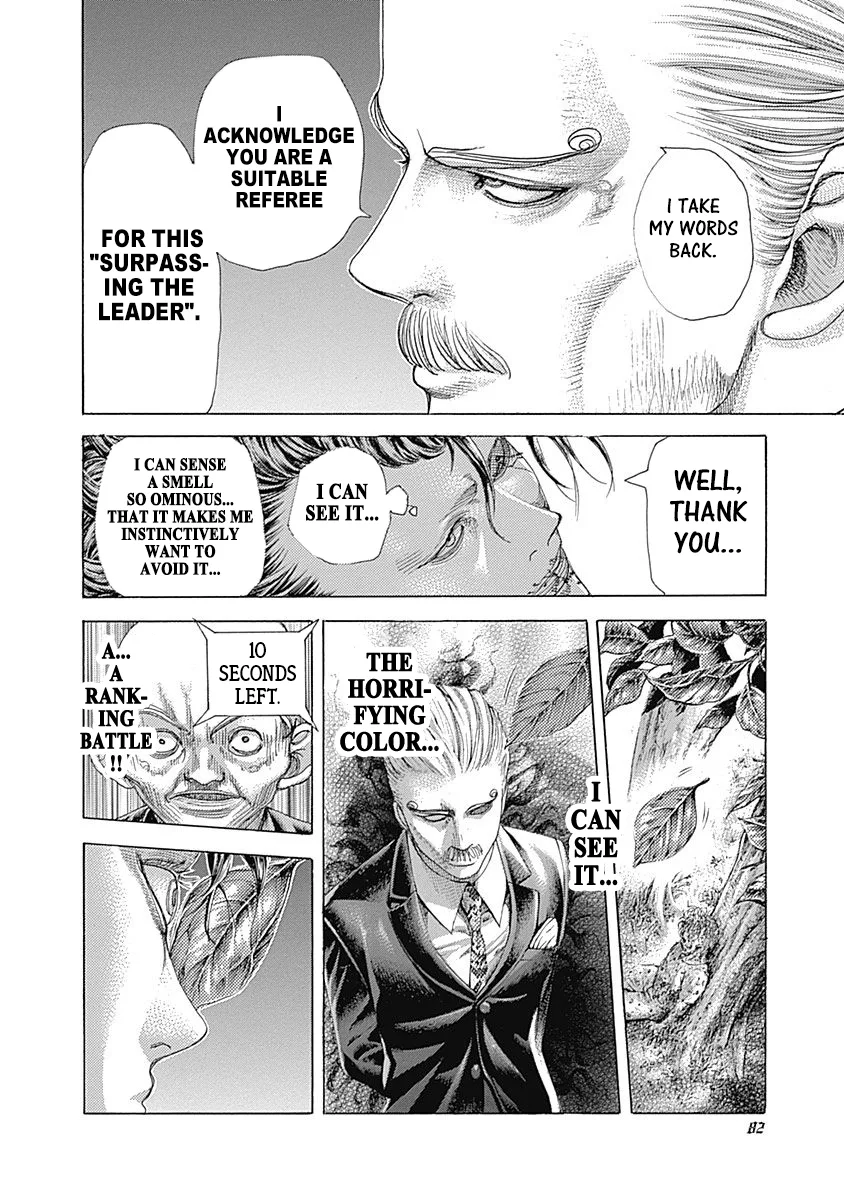 I TAKE
MY WORDS
BACK.
I
ACKNOWLEDGE
YOU ARE A
SUITABLE
REFEREE
FOR THIS
"SURPASS-
ING THE
LEADER".
WELL,
THANK
YOU...
I CAN
SEE IT...
I CAN SENSE
A SMELL
SO OMINOUS...
THAT IT MAKES ME
INSTINCTIVELY
WANT TO
AVOID IT...
I
CAN
SEE
IT...
THE
HORRI-
FYING
COLOR...
10
SECONDS
LEFT.
A...
A
RANK-
ING
BATTLE
!!
82